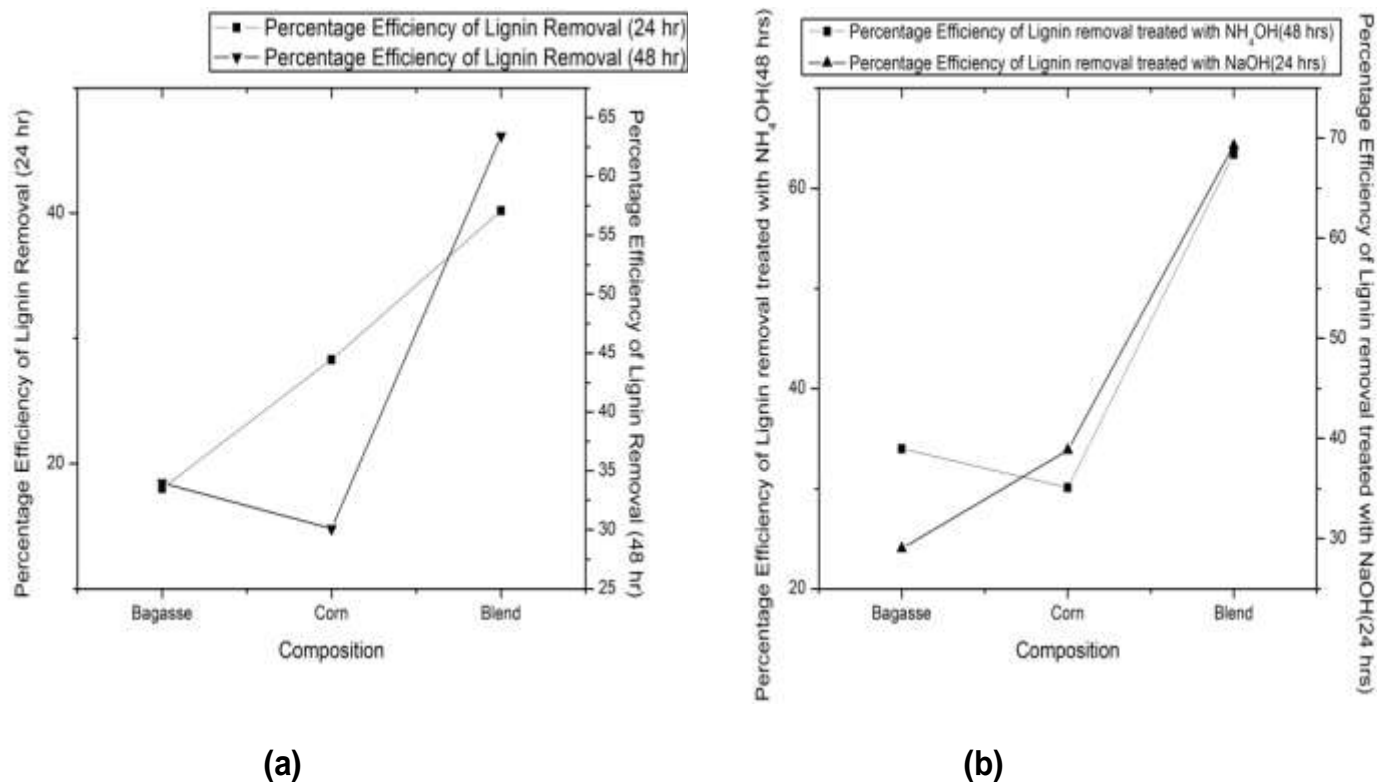 Percentage Efficiency of Lignin Removal (24 hr)
Percentage Efficiency of Lignin Removal (48 hr)
Percentage Efficiency of Lignin Removal (24 hr)
40
20
65
60
55
50
45
40
35
30
25
Percentage Efficiency of Lignin Removal (48 hr)
Bagasse Corn Blend
Composition
(a)
Percentage Efficiency of Lignin removal treated with NH₄OH(48 hrs)
Percentage Efficiency of Lignin removal treated with NaOH(24 hrs)
Percentage Efficiency of Lignin removal treated with NH₄OH(48 hrs)
60
40
20
70
60
50
40
30
Percentage Efficiency of Lignin removal treated with NaOH(24 hrs)
Bagasse Corn Blend
Composition
(b)